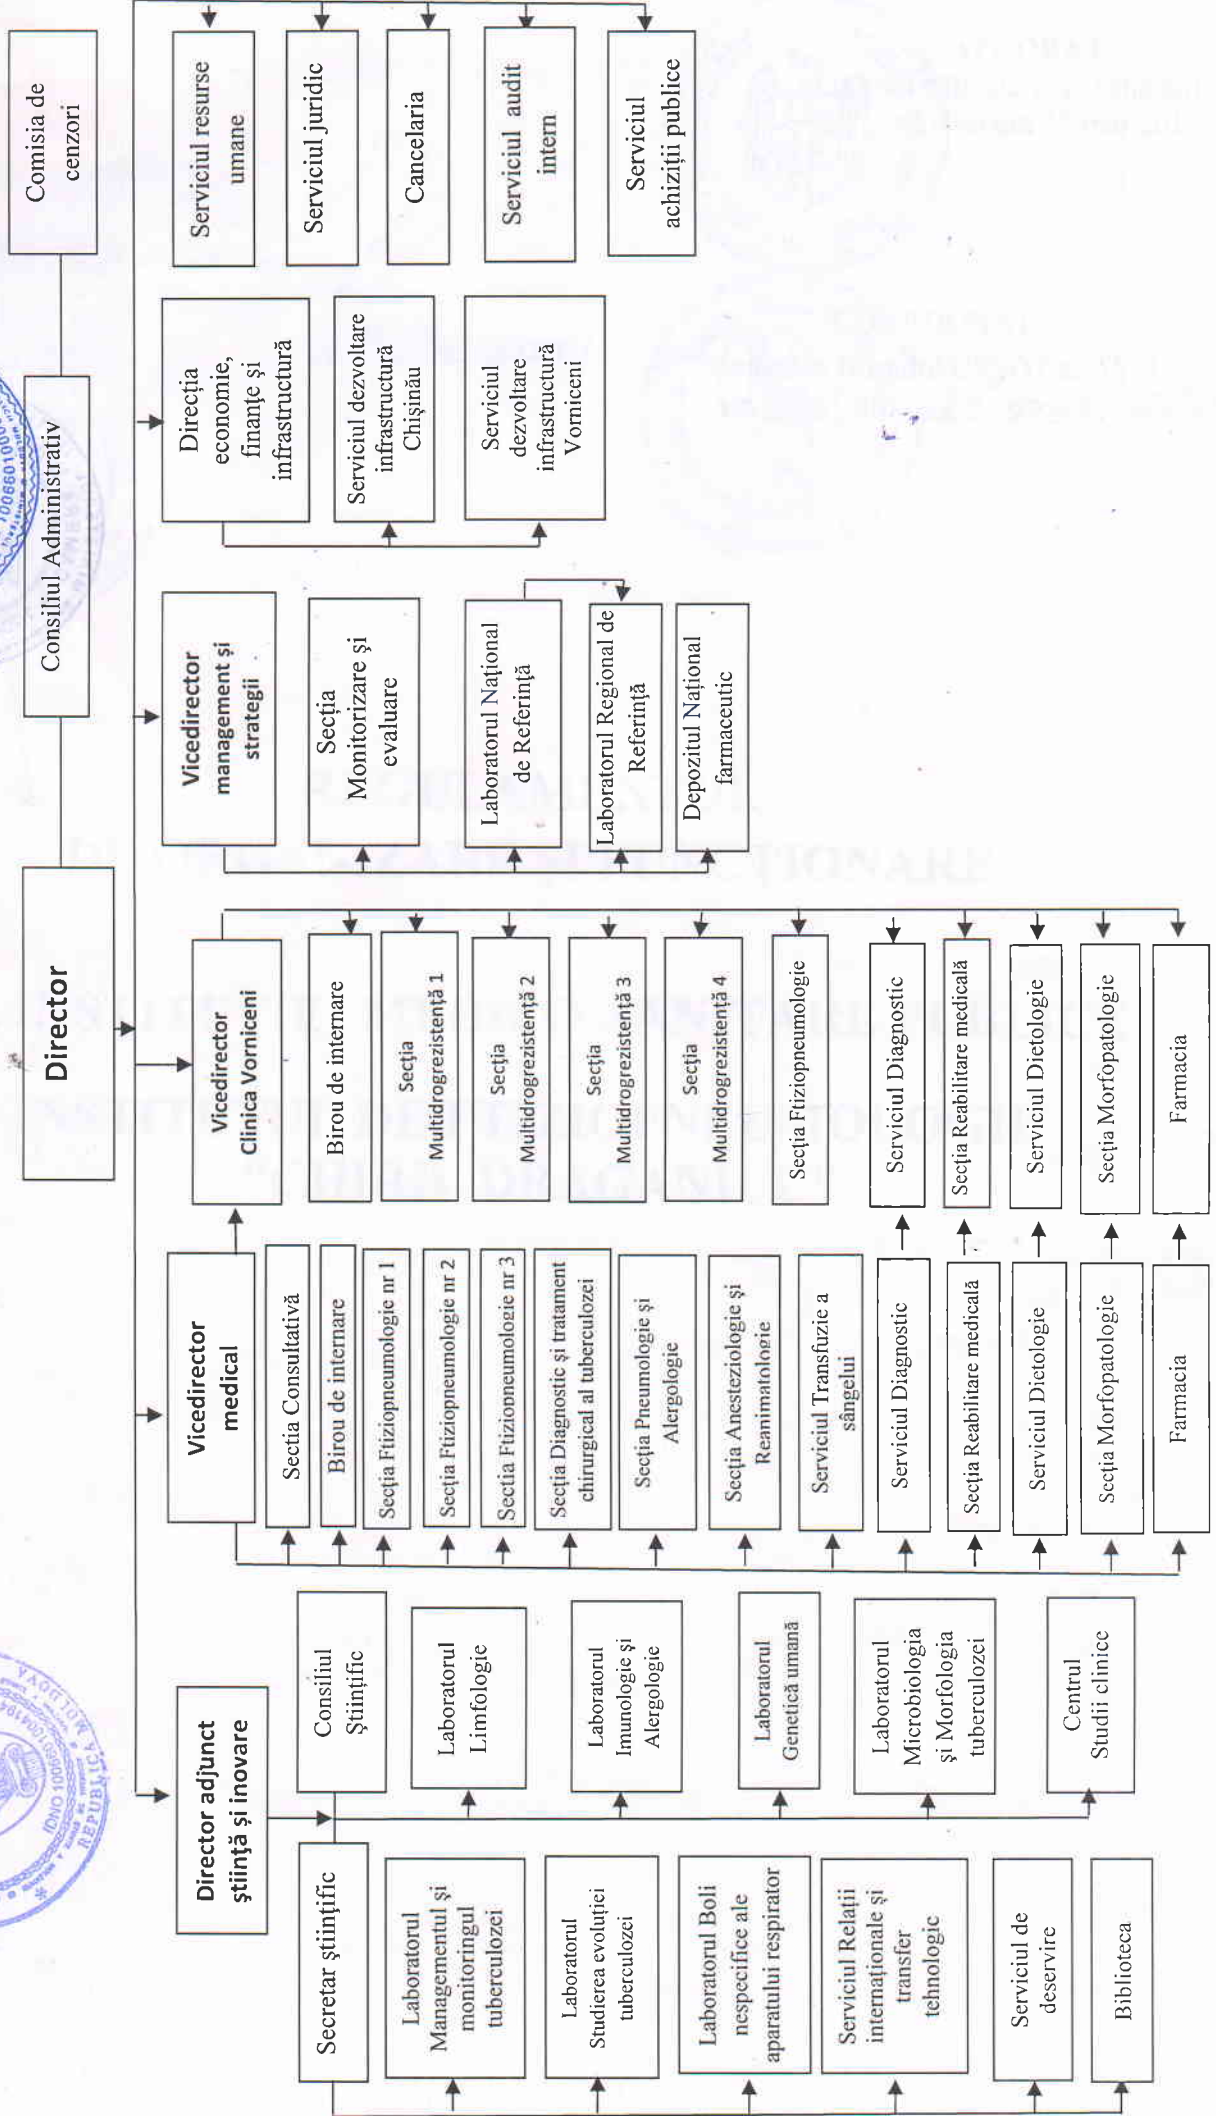 Director
Consiliul Administrativ
Comisia de
cenzori
Director adjunct
știință și inovare
Secretar științific
Consiliul
Științific
Laboratorul
Managementul și
monitoringul
tuberculozei
Laboratorul
Studierea evoluției
tuberculozei
Laboratorul Boli
nespecifice ale
aparatului respirator
Serviciul Relații
internaționale și
transfer
tehnologic
Serviciul de
deservire
Biblioteca
Laboratorul
Limfologie
Laboratorul
Imunologie și
Alergologie
Laboratorul
Genetică umană
Laboratorul
Microbiologia
și Morfologia
tuberculozei
Centrul
Studii clinice
Vicedirector
medical
Sectia Consultativă
Birou de internare
Secția Ftiziopneumologie nr 1
Secția Ftiziopneumologie nr 2
Sectia Ftiziopneumologie nr 3
Secția Diagnostic și tratament
chirurgical al tuberculozei
Secția Pneumologie și
Alergologie
Secția Anesteziologie și
Reanimatologie
Serviciul Transfuzie a
sângelui
Serviciul Diagnostic
Secția Reabilitare medicală
Serviciul Dietologie
Secția Morfopatologie
Farmacia
Vicedirector
Clinica Vorniceni
Birou de internare
Secția
Multidrogrezistență 1
Secția
Multidrogrezistență 2
Secția
Multidrogrezistență 3
Secția
Multidrogrezistență 4
Secția Ftiziopneumologie
Serviciul Diagnostic
Secția Reabilitare medicală
Serviciul Dietologie
Secția Morfopatologie
Farmacia
Vicedirector
management și
strategii
Secția
Monitorizare și
evaluare
Laboratorul Național
de Referință
Laboratorul Regional de
Referință
Depozitul Național
farmaceutic
Direcția
economie,
finanțe și
infrastructură
Serviciul dezvoltare
infrastructură
Chișinău
Serviciul
dezvoltare
infrastructură
Vorniceni
Serviciul resurse
umane
Serviciul juridic
Cancelaria
Serviciul audit
intern
Serviciul
achiziții publice
REPUBLICA MOLDOVA